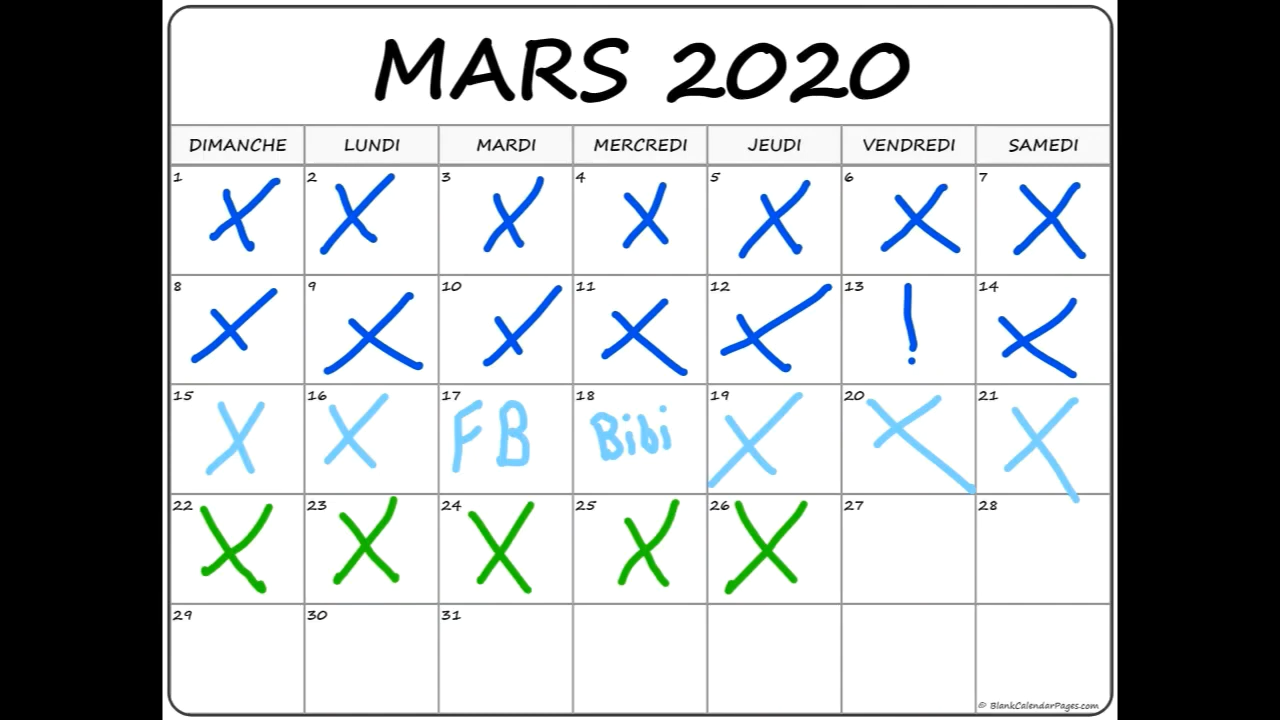 MARS 2020
DIMANCHE LUNDI MARDI MERCREDI JEUDI VENDREDI SAMEDI
1 2 3 4 5 6 7
X X X X X X X
8 9 10 11 12 13 14
X X X X X ! X
15 16 17 18 19 20 21
X X FB Bibi X X X
22 23 24 25 26 27 28
X X X X X
29 30 31
© BlankCalendarPages.com